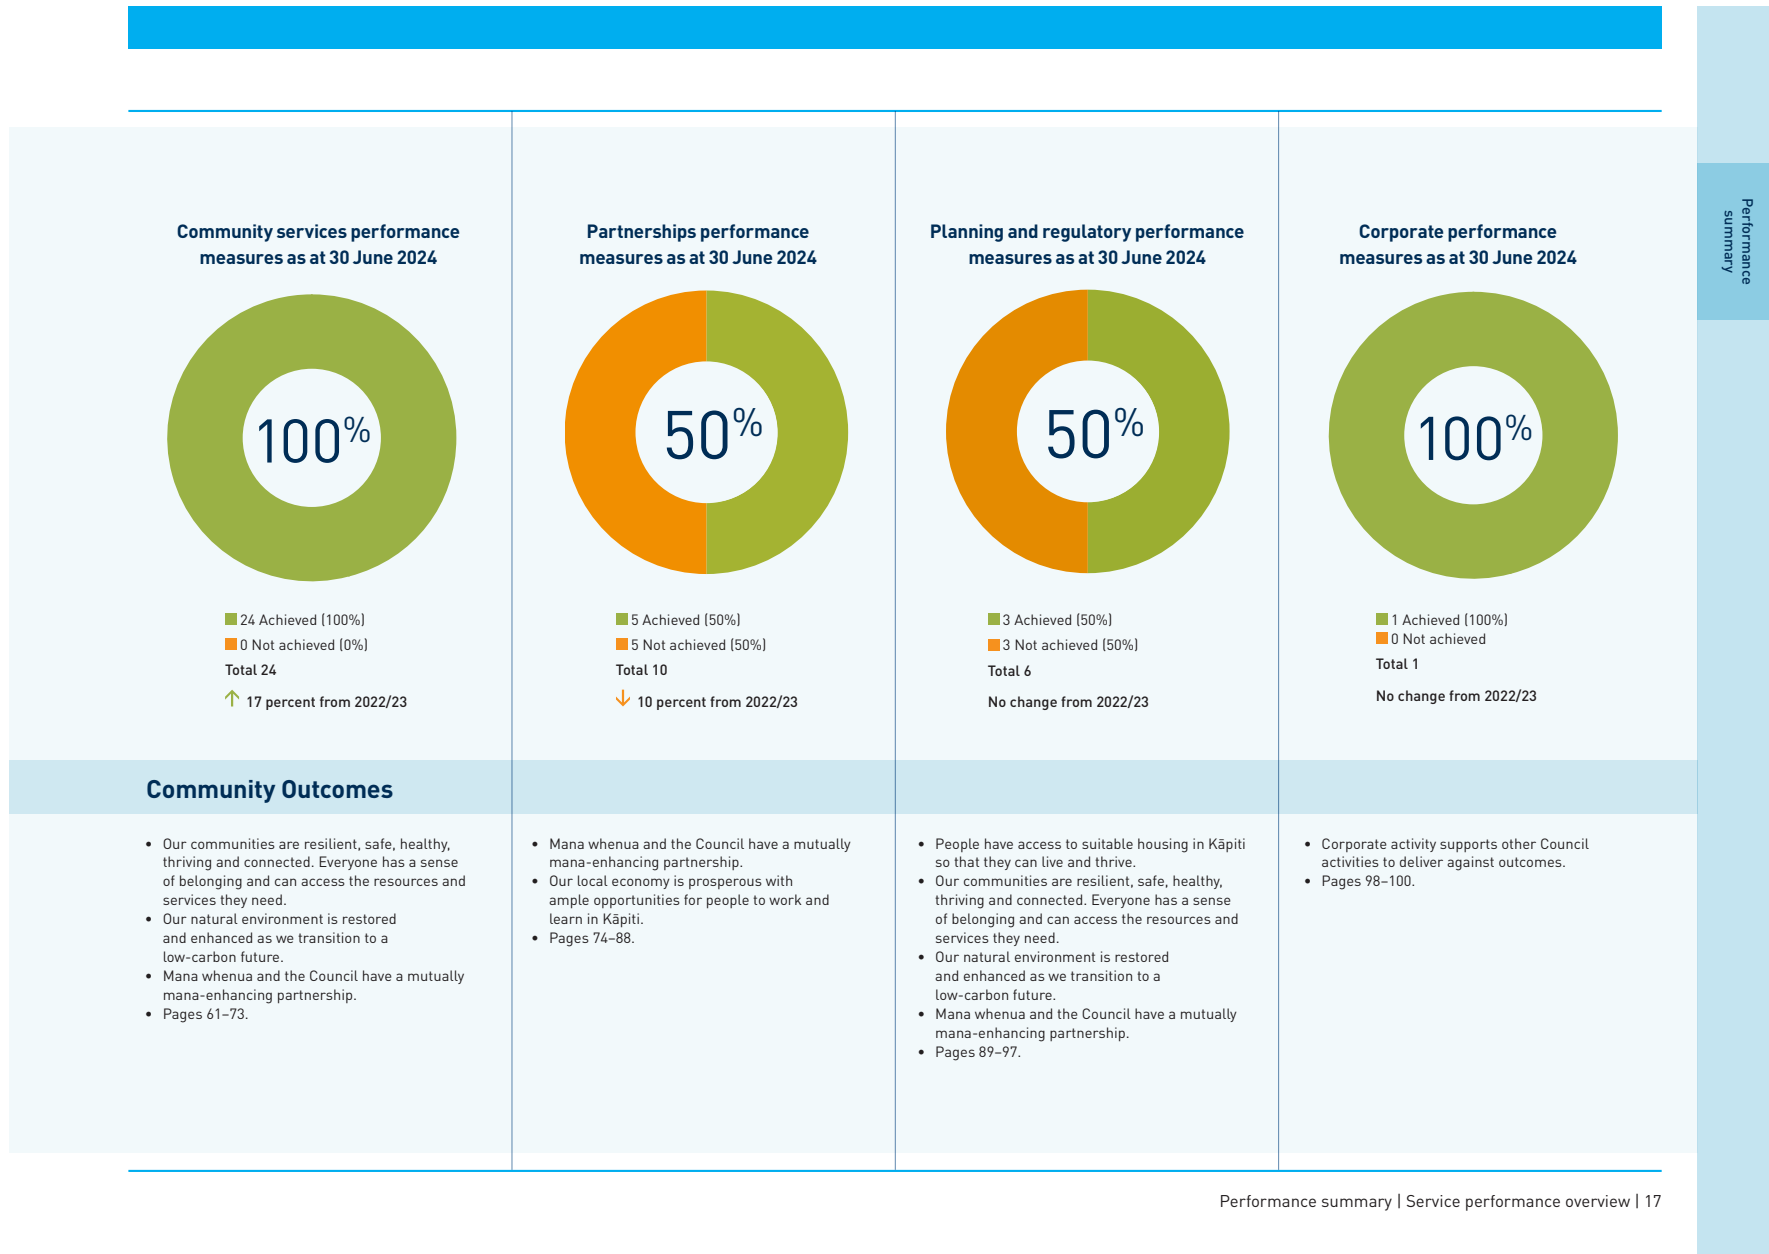 Performance
summary
Community services performance
measures as at 30 June 2024
100%
24 Achieved (100%)
0 Not achieved (0%)
Total 24
↑ 17 percent from 2022/23
Partnerships performance
measures as at 30 June 2024
50%
5 Achieved (50%)
5 Not achieved (50%)
Total 10
↓ 10 percent from 2022/23
Planning and regulatory performance
measures as at 30 June 2024
50%
3 Achieved (50%)
3 Not achieved (50%)
Total 6
No change from 2022/23
Corporate performance
measures as at 30 June 2024
100%
1 Achieved (100%)
0 Not achieved
Total 1
No change from 2022/23
Community Outcomes
• Our communities are resilient, safe, healthy,
thriving and connected. Everyone has a sense
of belonging and can access the resources and
services they need.
• Our natural environment is restored
and enhanced as we transition to a
low-carbon future.
• Mana whenua and the Council have a mutually
mana-enhancing partnership.
• Pages 61–73.
• Mana whenua and the Council have a mutually
mana-enhancing partnership.
• Our local economy is prosperous with
ample opportunities for people to work and
learn in Kāpiti.
• Pages 74–88.
• People have access to suitable housing in Kāpiti
so that they can live and thrive.
• Our communities are resilient, safe, healthy,
thriving and connected. Everyone has a sense
of belonging and can access the resources and
services they need.
• Our natural environment is restored
and enhanced as we transition to a
low-carbon future.
• Mana whenua and the Council have a mutually
mana-enhancing partnership.
• Pages 89–97.
• Corporate activity supports other Council
activities to deliver against outcomes.
• Pages 98–100.
Performance summary | Service performance overview | 17